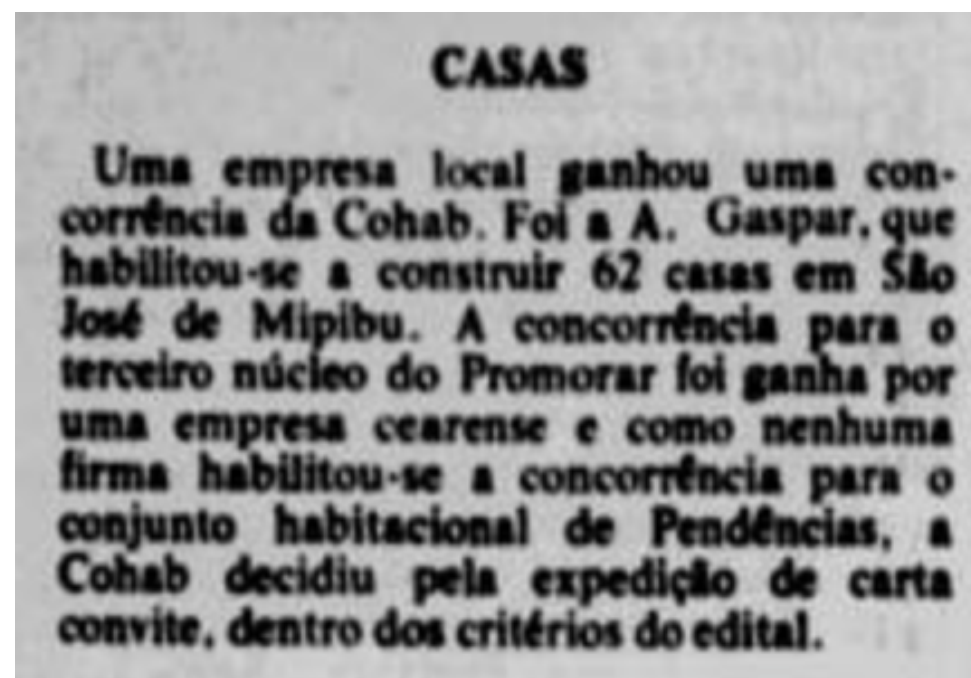 CASAS
Uma empresa local ganhou uma con-
corrência da Cohab. Foi a A. Gaspar, que
habilitou-se a construir 62 casas em São
José de Mipibu. A concorrência para o
terceiro núcleo do Promorar foi ganha por
uma empresa cearense e como nenhuma
firma habilitou-se a concorrência para o
conjunto habitacional de Pendências, a
Cohab decidiu pela expedição de carta
convite, dentro dos critérios do edital.